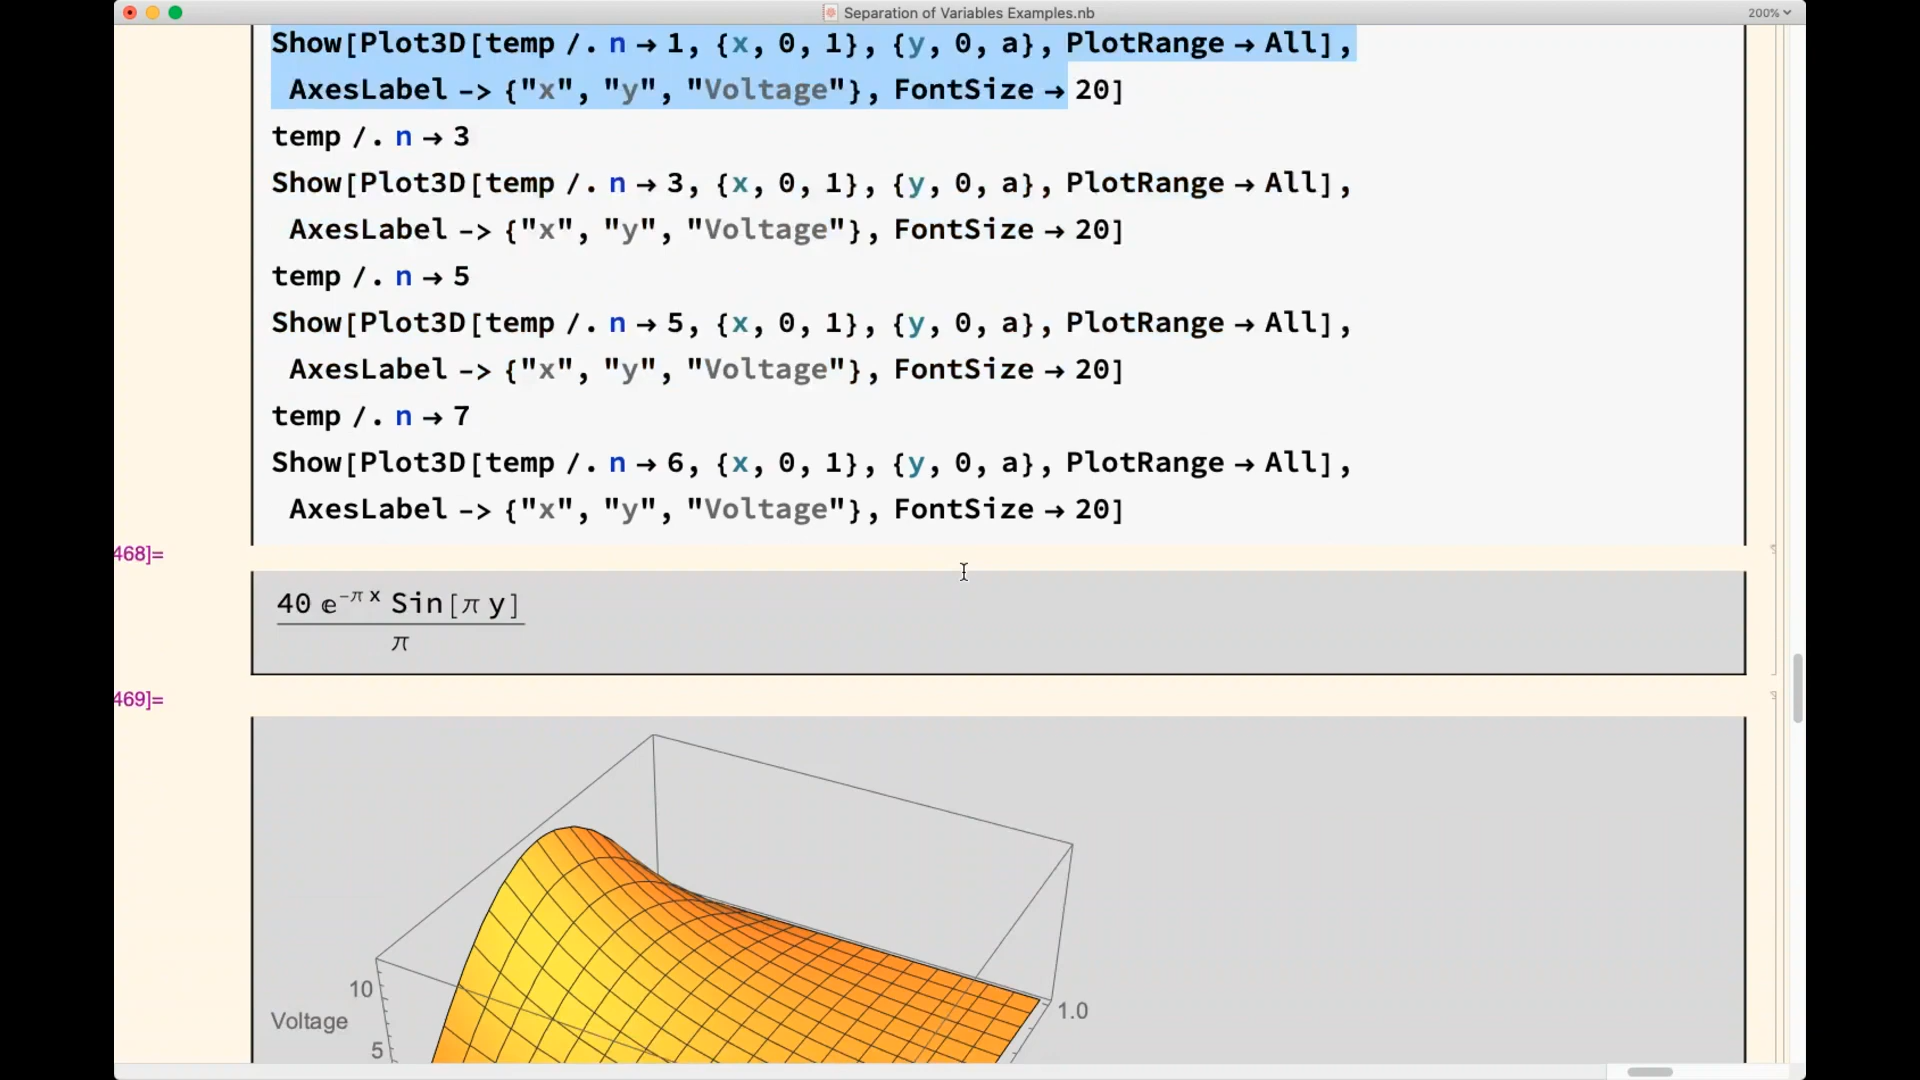 Separation of Variables Examples.nb
200%
Show[Plot3D[temp /. n → 1, {x, 0, 1}, {y, 0, a}, PlotRange → All],
AxesLabel -> {"x", "y", "Voltage"}, FontSize → 20]
temp /. n → 3
Show[Plot3D[temp /. n → 3, {x, 0, 1}, {y, 0, a}, PlotRange → All],
AxesLabel -> {"x", "y", "Voltage"}, FontSize → 20]
temp /. n → 5
Show[Plot3D[temp /. n → 5, {x, 0, 1}, {y, 0, a}, PlotRange → All],
AxesLabel -> {"x", "y", "Voltage"}, FontSize → 20]
temp /. n → 7
Show[Plot3D[temp /. n → 6, {x, 0, 1}, {y, 0, a}, PlotRange → All],
AxesLabel -> {"x", "y", "Voltage"}, FontSize → 20]
468]=
40 ⅇ^(-π x) Sin[π y]
π
469]=
10
Voltage
5
1.0